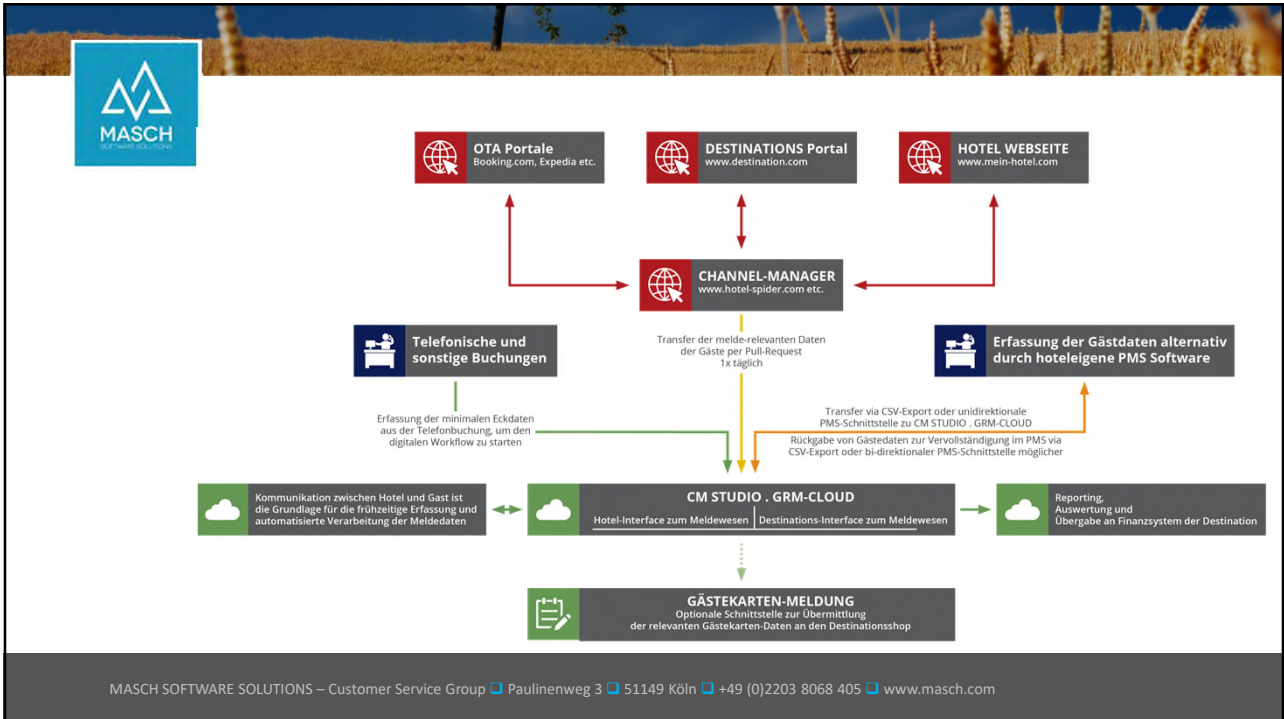 MASCH
SOFTWARE SOLUTIONS
OTA Portale
Booking.com, Expedia etc.
DESTINATIONS Portal
www.destination.com
HOTEL WEBSEITE
www.mein-hotel.com
CHANNEL-MANAGER
www.hotel-spider.com etc.
Telefonische und
sonstige Buchungen
Transfer der melde-relevanten Daten
der Gäste per Pull-Request
1x täglich
Erfassung der Gästdaten alternativ
durch hoteleigene PMS Software
Erfassung der minimalen Eckdaten
aus der Telefonbuchung, um den
digitalen Workflow zu starten
Transfer via CSV-Export oder unidirektionale
PMS-Schnittstelle zu CM STUDIO . GRM-CLOUD
Rückgabe von Gästedaten zur Vervollständigung im PMS via
CSV-Export oder bi-direktionaler PMS-Schnittstelle möglicher
Kommunikation zwischen Hotel und Gast ist
die Grundlage für die frühzeitige Erfassung und
automatisierte Verarbeitung der Meldedaten
CM STUDIO . GRM-CLOUD
Hotel-Interface zum Meldewesen | Destinations-Interface zum Meldewesen
Reporting,
Auswertung und
Übergabe an Finanzsystem der Destination
GÄSTEKARTEN-MELDUNG
Optionale Schnittstelle zur Übermittlung
der relevanten Gästekarten-Daten an den Destinationsshop
MASCH SOFTWARE SOLUTIONS – Customer Service Group ❑ Paulinenweg 3 ❑ 51149 Köln ❑ +49 (0)2203 8068 405 ❑ www.masch.com